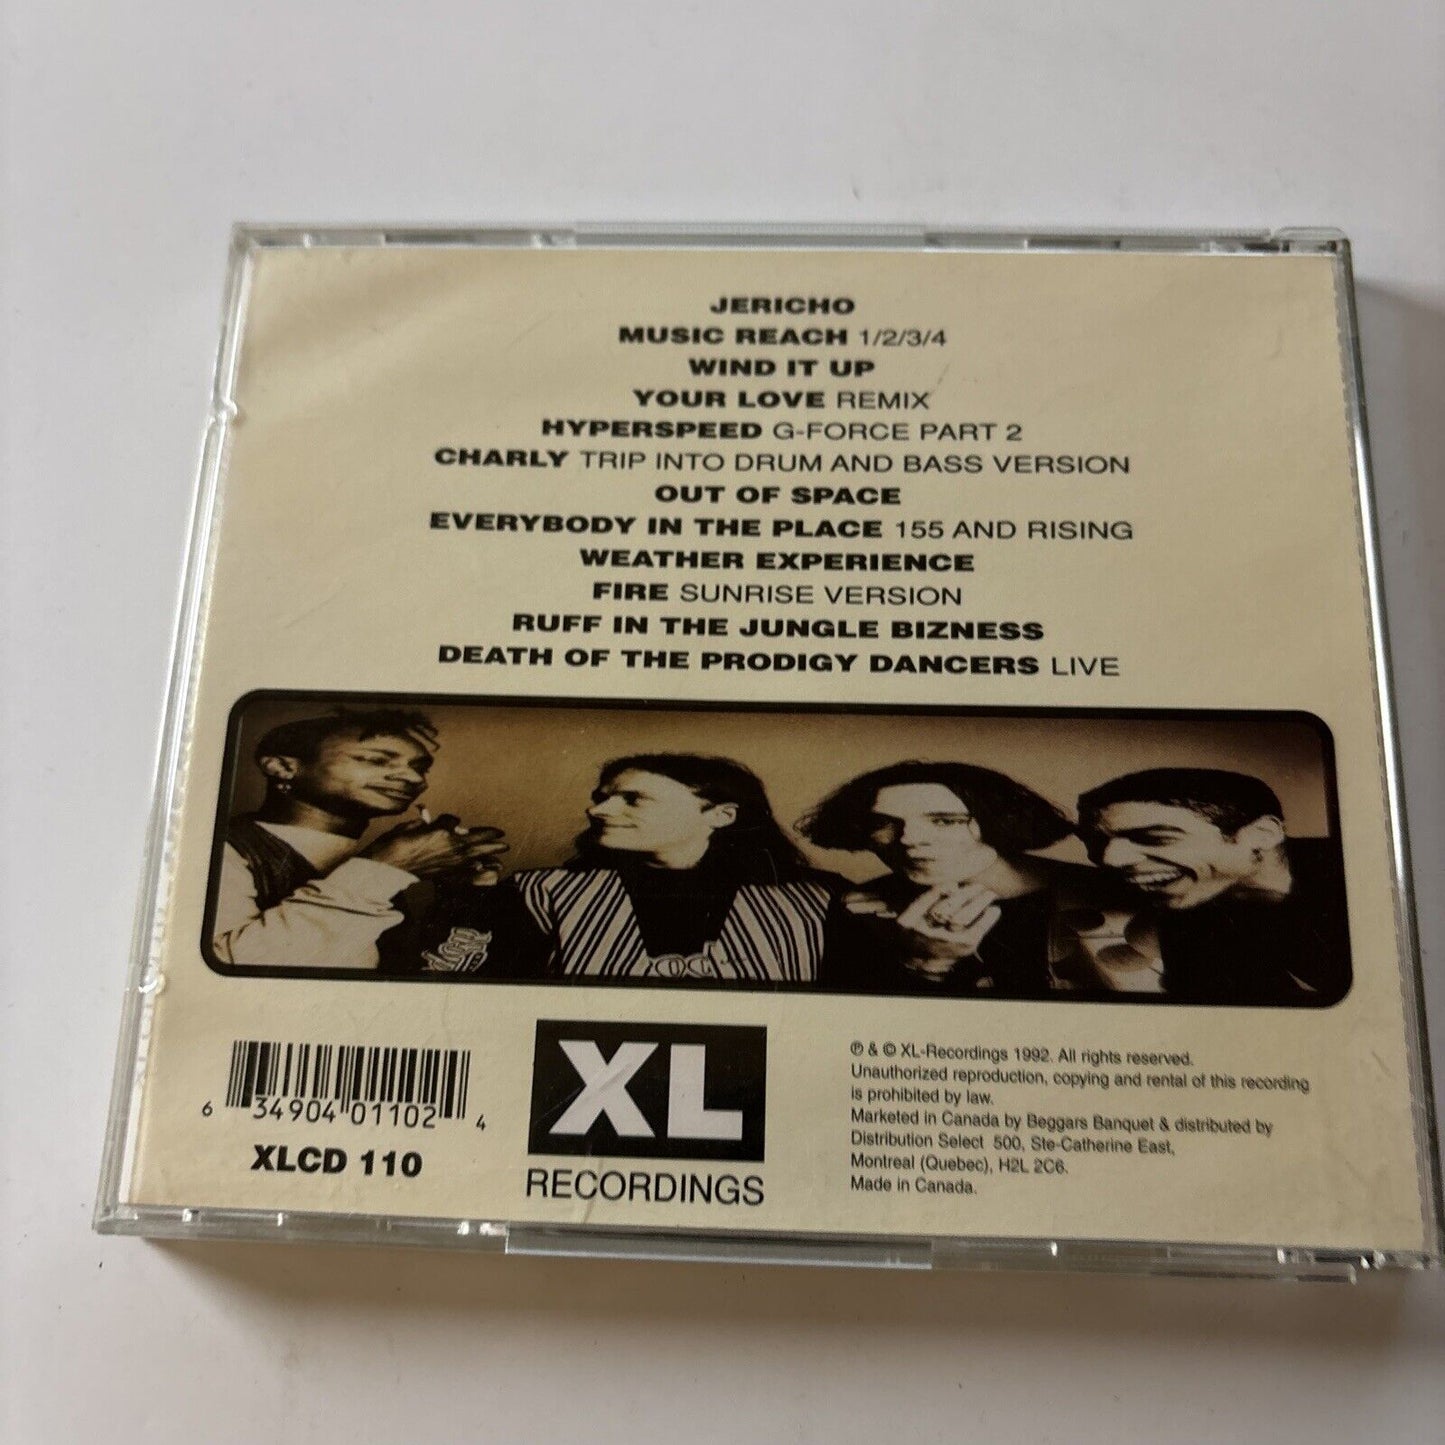 JERICHO
MUSIC REACH 1/2/3/4
WIND IT UP
YOUR LOVE REMIX
HYPERSPEED G-FORCE PART 2
CHARLY TRIP INTO DRUM AND BASS VERSION
OUT OF SPACE
EVERYBODY IN THE PLACE 155 AND RISING
WEATHER EXPERIENCE
FIRE SUNRISE VERSION
RUFF IN THE JUNGLE BIZNESS
DEATH OF THE PRODIGY DANCERS LIVE
6 34904 01102 4
XLCD 110
XL
RECORDINGS
℗ & © XL-Recordings 1992. All rights reserved.
Unauthorized reproduction, copying and rental of this recording
is prohibited by law.
Marketed in Canada by Beggars Banquet & distributed by
Distribution Select 500, Ste-Catherine East,
Montreal (Quebec), H2L 2C6.
Made in Canada.